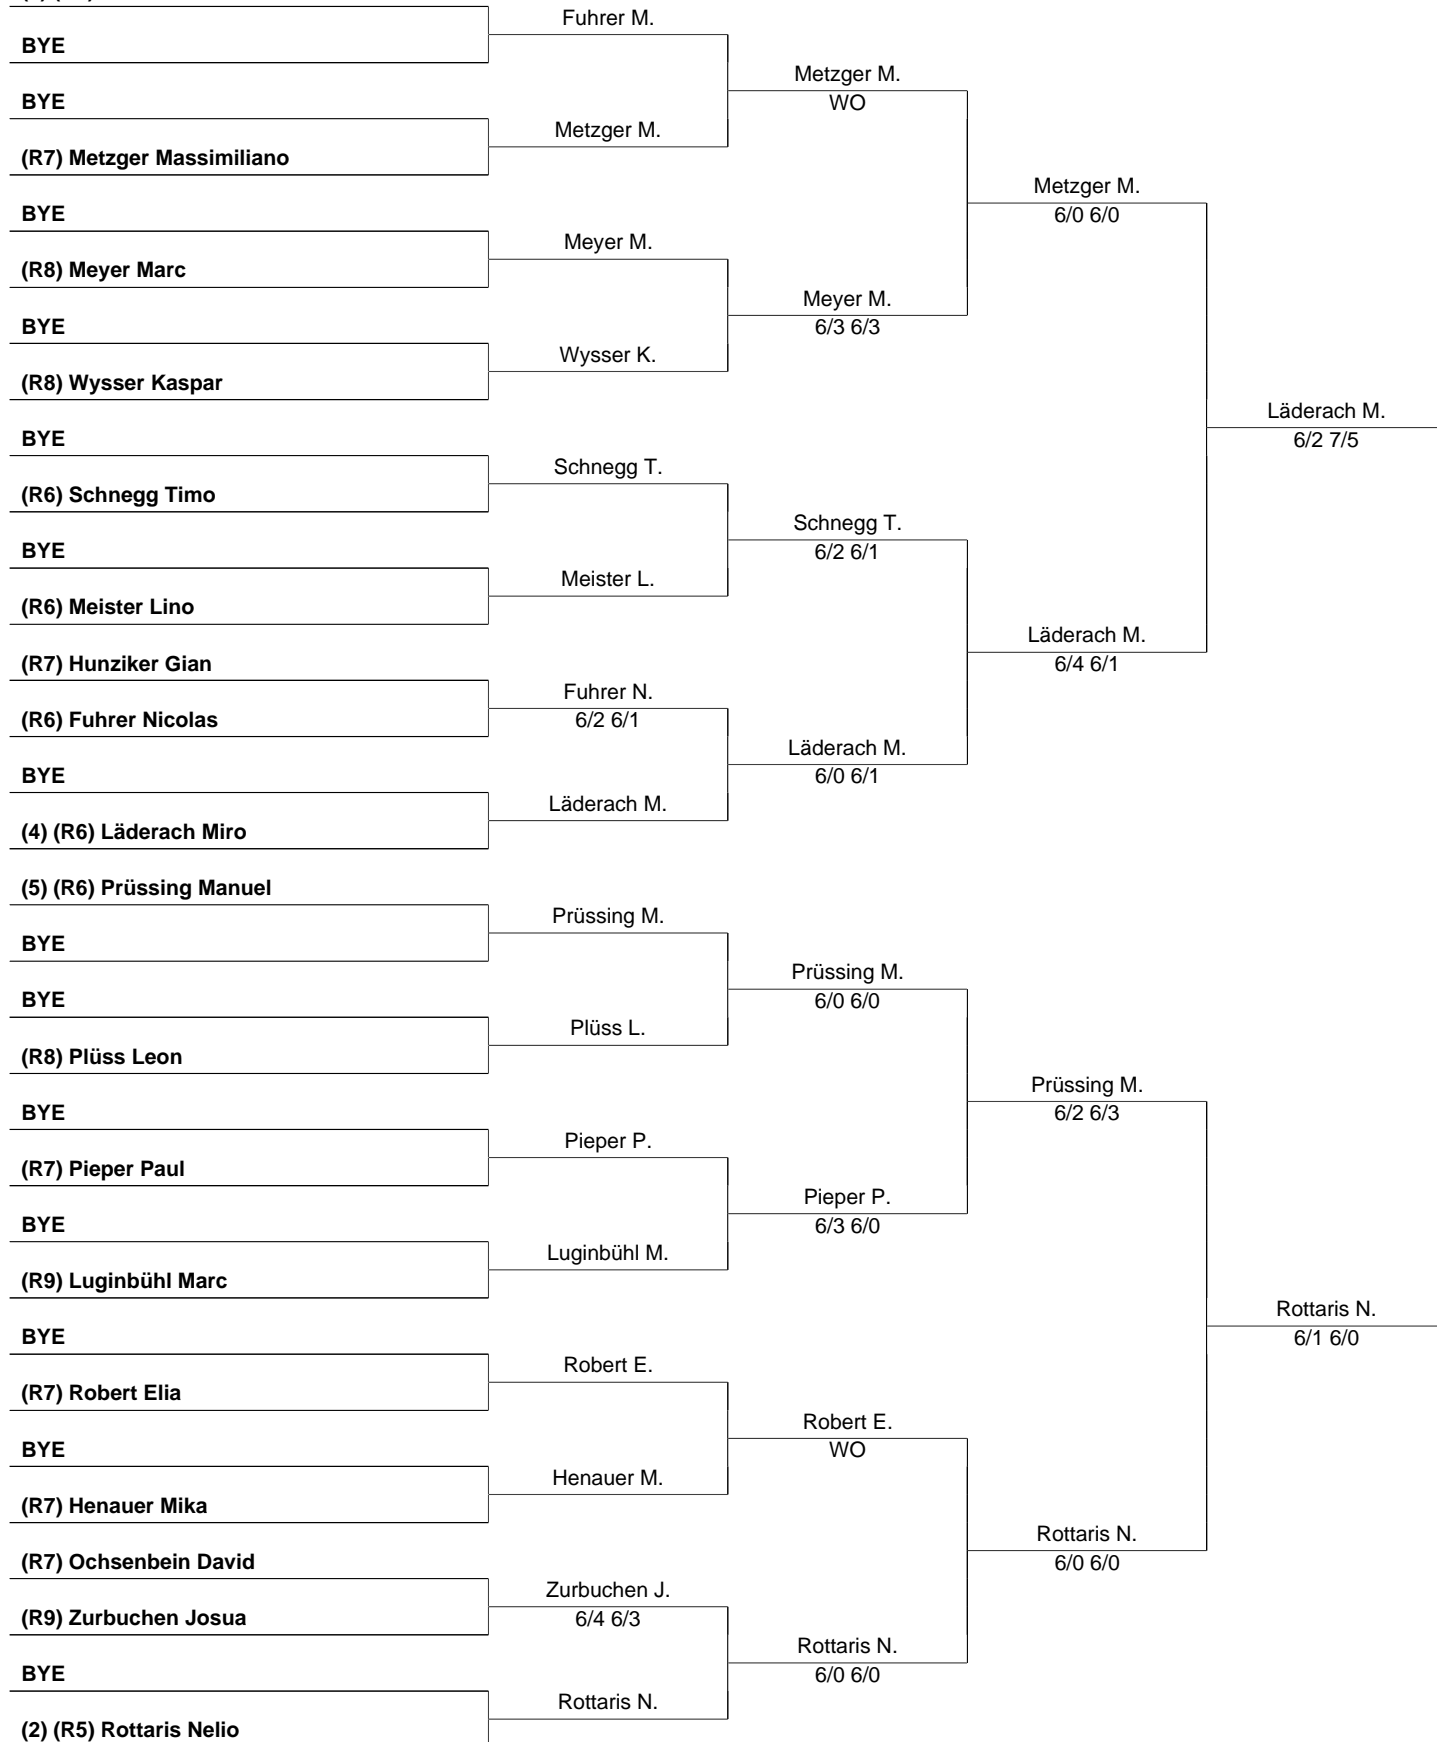 BYE
BYE
(R7) Metzger Massimiliano
BYE
(R8) Meyer Marc
BYE
(R8) Wysser Kaspar
BYE
(R6) Schnegg Timo
BYE
(R6) Meister Lino
(R7) Hunziker Gian
(R6) Fuhrer Nicolas
BYE
(4) (R6) Läderach Miro
(5) (R6) Prüssing Manuel
BYE
BYE
(R8) Plüss Leon
BYE
(R7) Pieper Paul
BYE
(R9) Luginbühl Marc
BYE
(R7) Robert Elia
BYE
(R7) Henauer Mika
(R7) Ochsenbein David
(R9) Zurbuchen Josua
BYE
(2) (R5) Rottaris Nelio
Fuhrer M.
Metzger M.
Meyer M.
Wysser K.
Schnegg T.
Meister L.
Fuhrer N.
6/2 6/1
Läderach M.
Prüssing M.
Plüss L.
Pieper P.
Luginbühl M.
Robert E.
Henauer M.
Zurbuchen J.
6/4 6/3
Rottaris N.
Metzger M.
WO
Meyer M.
6/3 6/3
Schnegg T.
6/2 6/1
Läderach M.
6/0 6/1
Prüssing M.
6/0 6/0
Pieper P.
6/3 6/0
Robert E.
WO
Rottaris N.
6/0 6/0
Metzger M.
6/0 6/0
Läderach M.
6/4 6/1
Prüssing M.
6/2 6/3
Rottaris N.
6/0 6/0
Läderach M.
6/2 7/5
Rottaris N.
6/1 6/0